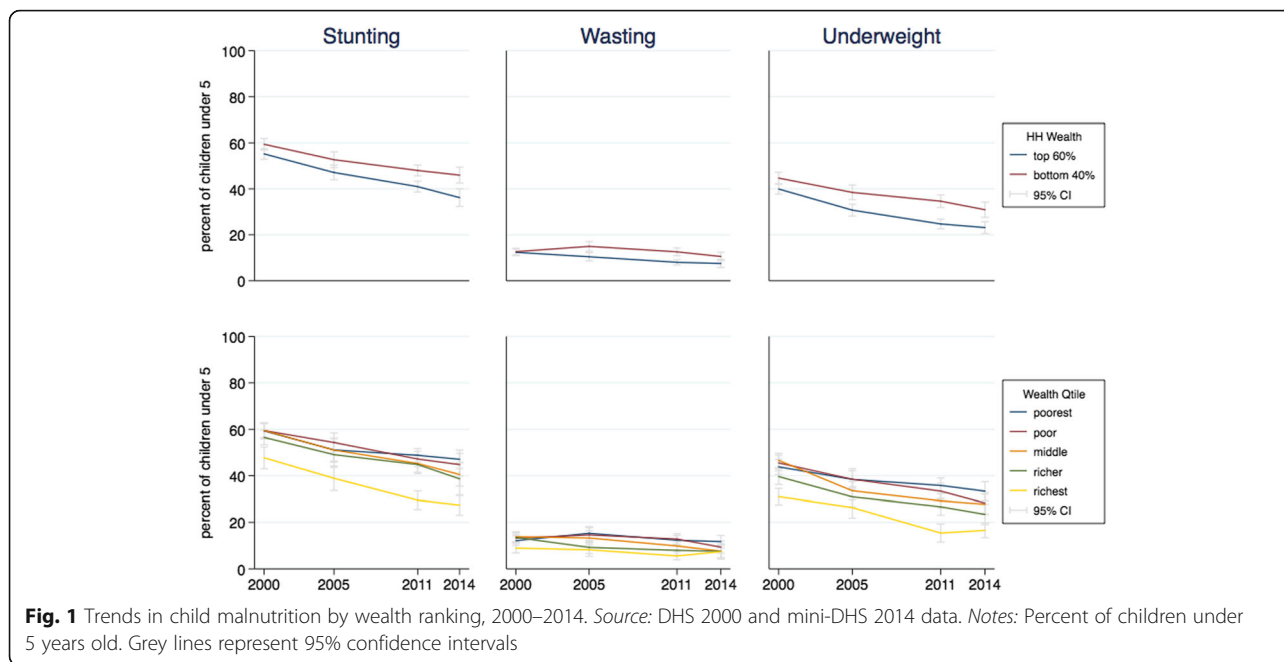 Stunting
Wasting
Underweight
percent of children under 5
100
80
60
40
20
0
HH Wealth
top 60%
bottom 40%
95% CI
percent of children under 5
100
80
60
40
20
0
2000 2005 2011 2014
2000 2005 2011 2014
2000 2005 2011 2014
Wealth Qtile
poorest
poor
middle
richer
richest
95% CI
Fig. 1 Trends in child malnutrition by wealth ranking, 2000–2014. Source: DHS 2000 and mini-DHS 2014 data. Notes: Percent of children under
5 years old. Grey lines represent 95% confidence intervals